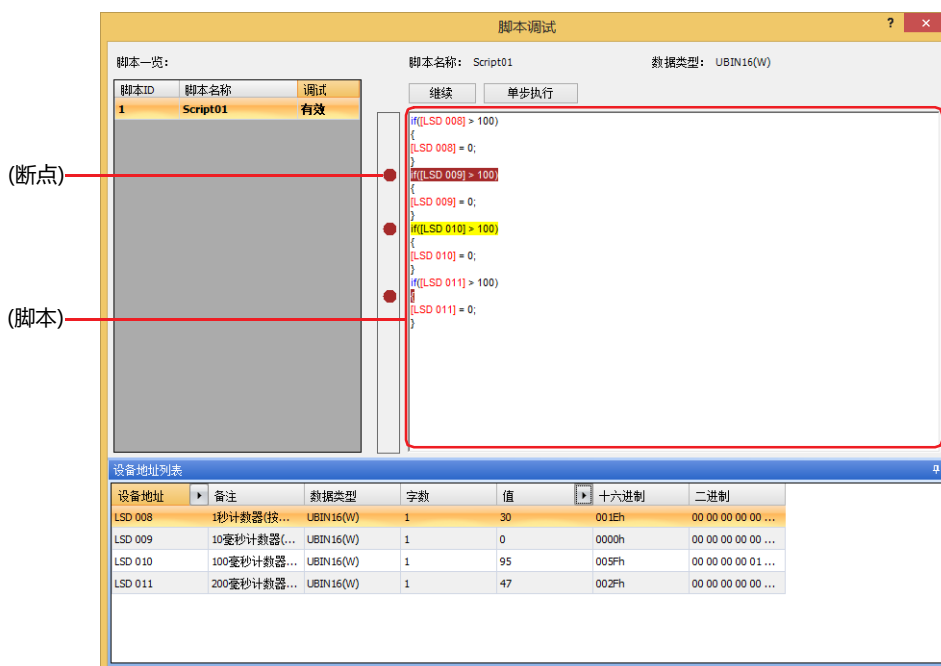 脚本调试
?
×
脚本一览：
脚本名称： Script01
数据类型： UBIN16(W)
脚本ID 脚本名称 调试
1 Script01 有效
继续 单步执行
(断点)
(脚本)
if([LSD 008] > 100)
{
[LSD 008] = 0;
}
if([LSD 009] > 100)
{
[LSD 009] = 0;
}
if([LSD 010] > 100)
{
[LSD 010] = 0;
}
if([LSD 011] > 100)
{
[LSD 011] = 0;
}
设备地址列表
设备地址 备注 数据类型 字数 值 十六进制 二进制
LSD 008 1秒计数器(按... UBIN16(W) 1 30 001Eh 00 00 00 00 00 ...
LSD 009 10毫秒计数器(... UBIN16(W) 1 0 0000h 00 00 00 00 00 ...
LSD 010 100毫秒计数器... UBIN16(W) 1 95 005Fh 00 00 00 00 01 ...
LSD 011 200毫秒计数器... UBIN16(W) 1 47 002Fh 00 00 00 00 00 ...